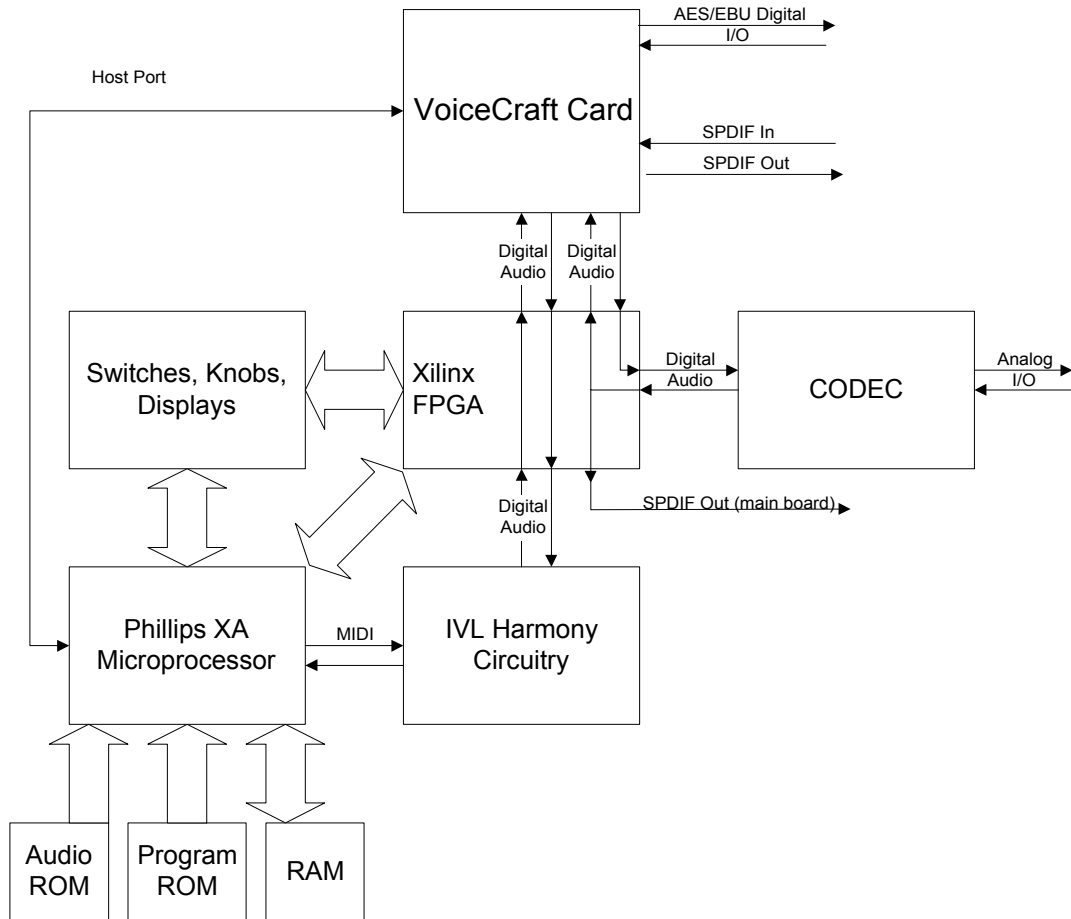 AES/EBU Digital
I/O
Host Port
VoiceCraft Card
SPDIF In
SPDIF Out
Digital
Audio
Digital
Audio
Switches, Knobs,
Displays
Xilinx
FPGA
Digital
Audio
CODEC
Analog
I/O
Digital
Audio
SPDIF Out (main board)
Phillips XA
Microprocessor
MIDI
IVL Harmony
Circuitry
Audio
ROM
Program
ROM
RAM